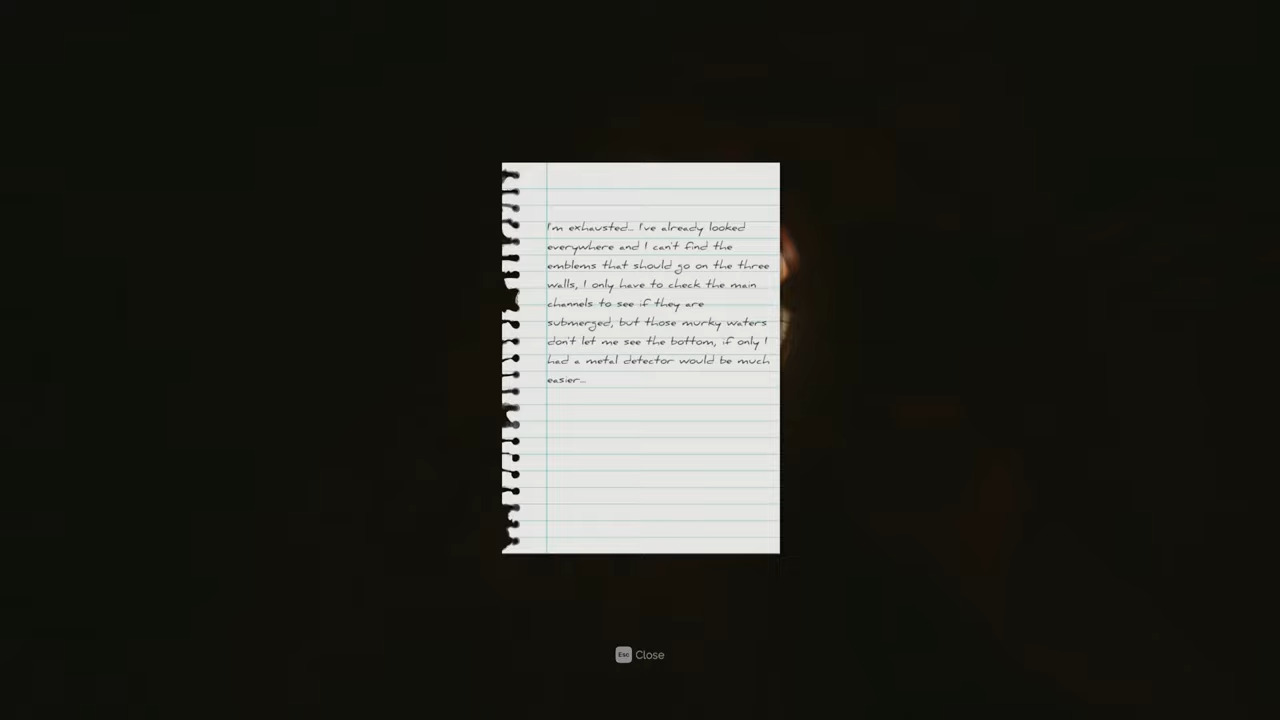 I'm exhausted... I've already looked
everywhere and I can't find the
emblems that should go on the three
walls, I only have to check the main
channels to see if they are
submerged, but those murky waters
don't let me see the bottom, if only I
had a metal detector would be much
easier...
Esc Close